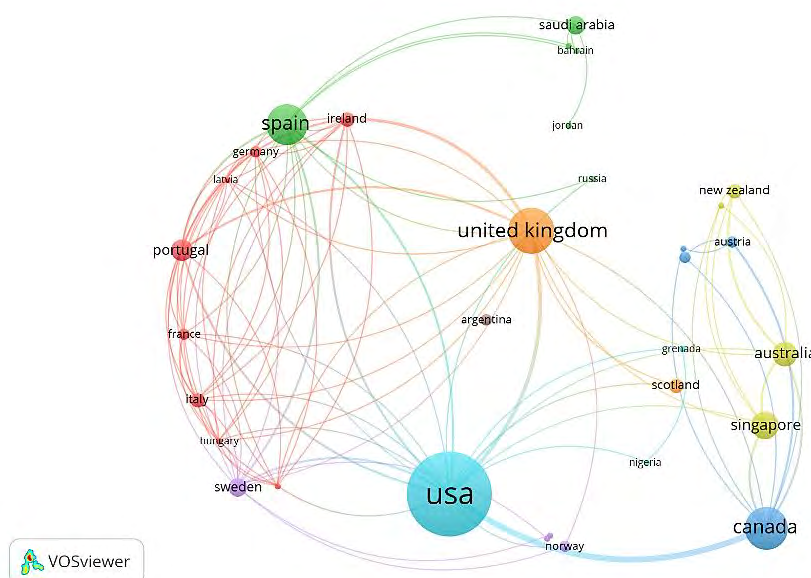 saudi arabia
bahrain
spain
ireland
jordan
germany
latvia
russia
new zealand
united kingdom
austria
portugal
argentina
france
grenada
australia
scotland
italy
singapore
hungary
nigeria
sweden
usa
canada
norway
VOSviewer